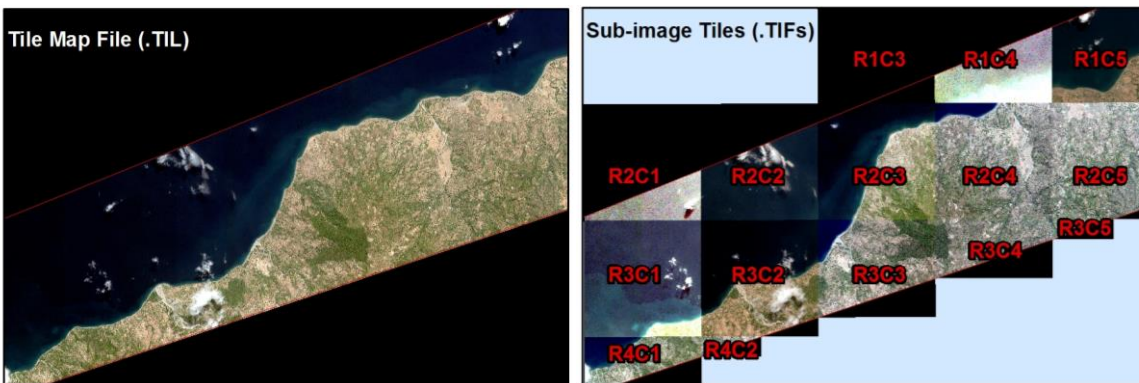 Tile Map File (.TIL)
Sub-image Tiles (.TIFs)
R1C3
R1C4
R1C5
R2C1
R2C2
R2C3
R2C4
R2C5
R3C1
R3C2
R3C3
R3C4
R3C5
R4C1
R4C2